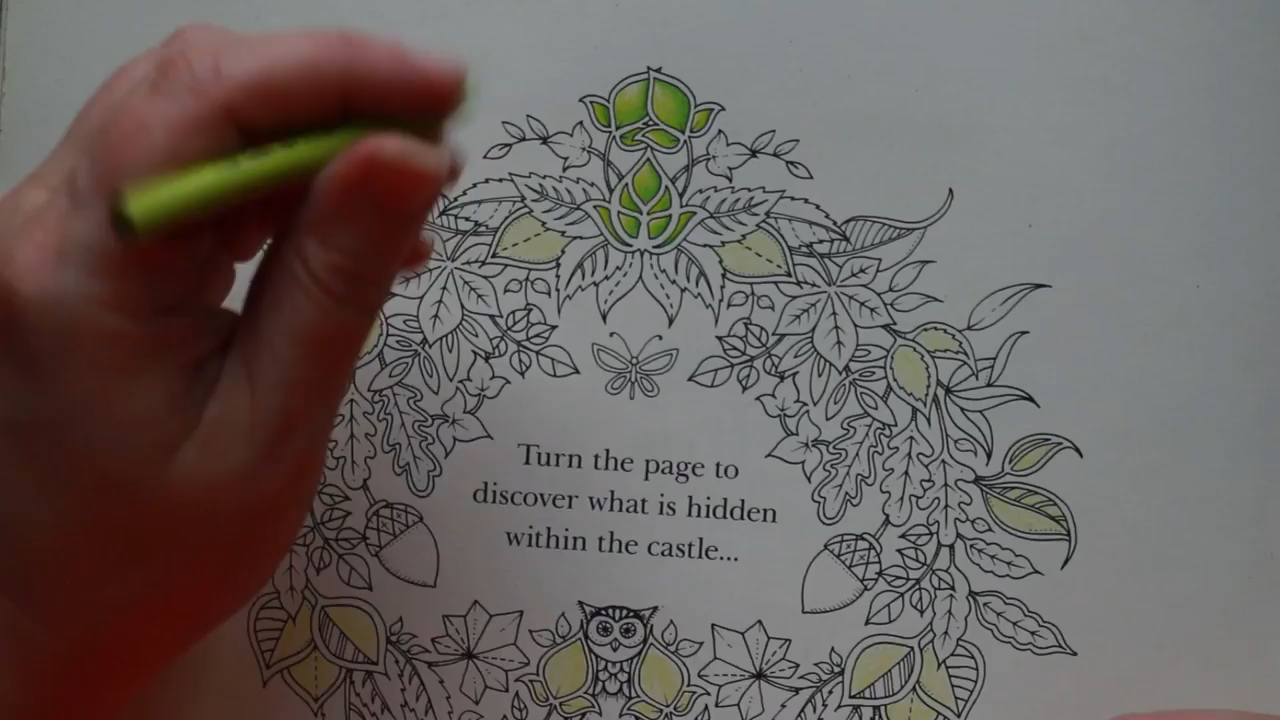 Turn the page to
discover what is hidden
within the castle...